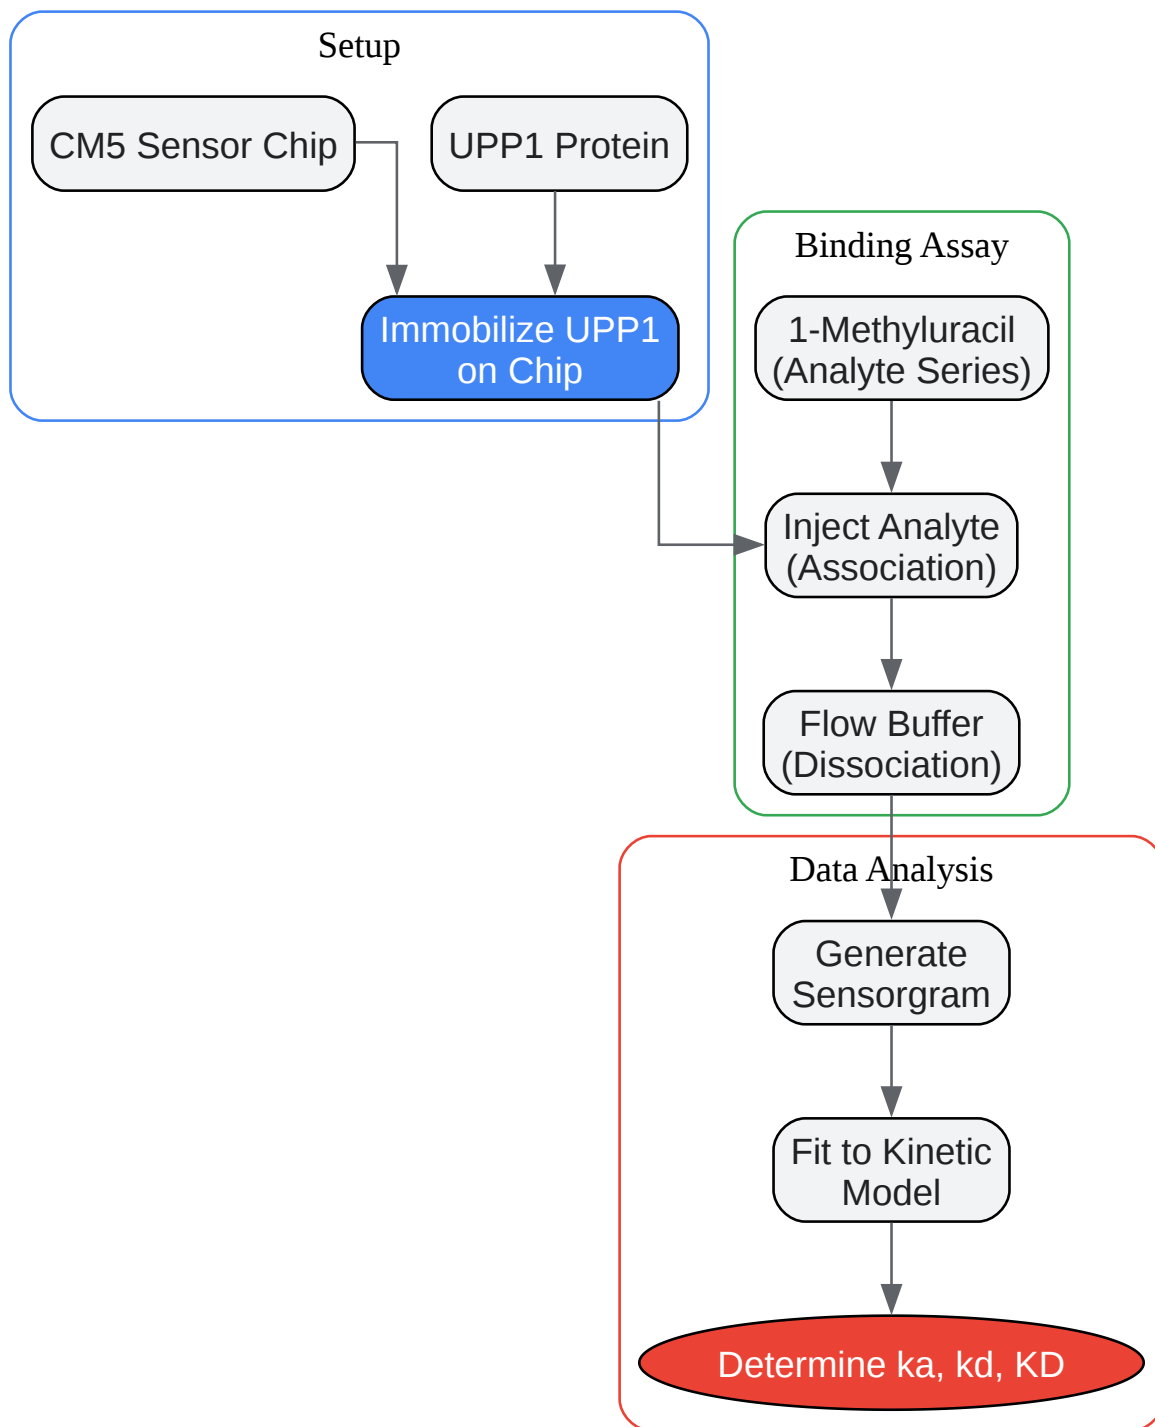 Setup
CM5 Sensor Chip
UPP1 Protein
Immobilize UPP1
on Chip
Binding Assay
1-Methyluracil
(Analyte Series)
Inject Analyte
(Association)
Flow Buffer
(Dissociation)
Data Analysis
Generate
Sensorgram
Fit to Kinetic
Model
Determine ka, kd, KD